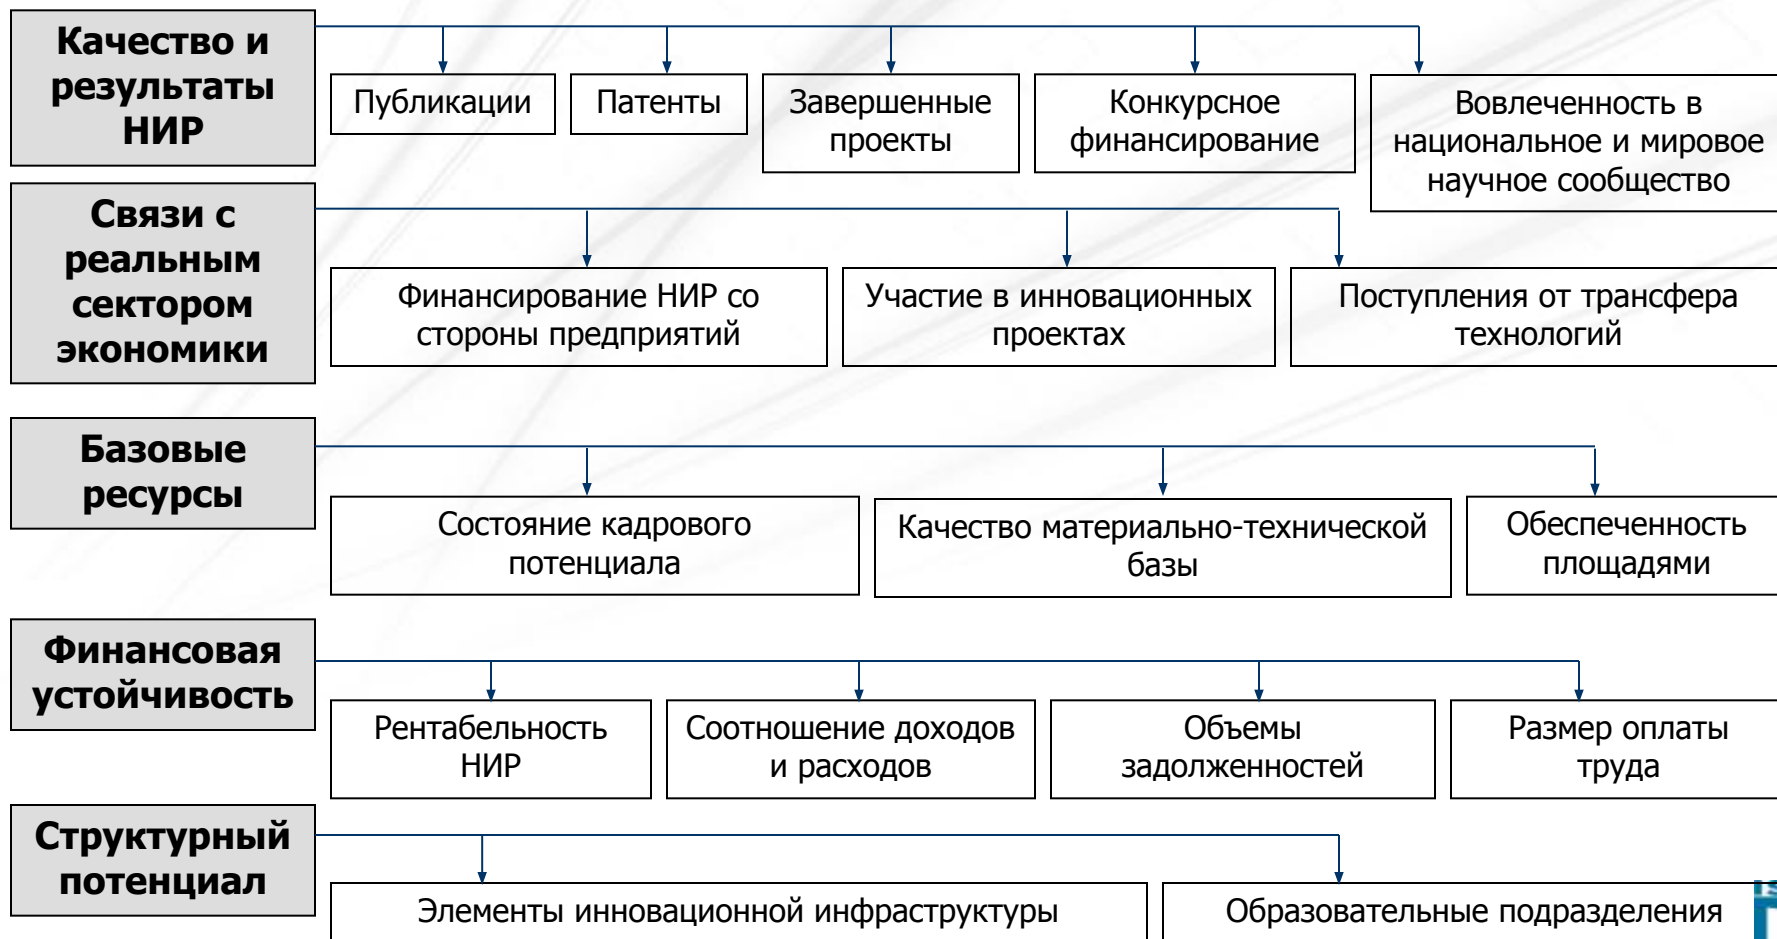 Качество и
результаты
НИР
Публикации
Патенты
Завершенные
проекты
Конкурсное
финансирование
Вовлеченность в
национальное и мировое
научное сообщество
Связи с
реальным
сектором
экономики
Финансирование НИР со
стороны предприятий
Участие в инновационных
проектах
Поступления от трансфера
технологий
Базовые
ресурсы
Состояние кадрового
потенциала
Качество материально-технической
базы
Обеспеченность
площадями
Финансовая
устойчивость
Рентабельность
НИР
Соотношение доходов
и расходов
Объемы
задолженностей
Размер оплаты
труда
Структурный
потенциал
Элементы инновационной инфраструктуры
Образовательные подразделения